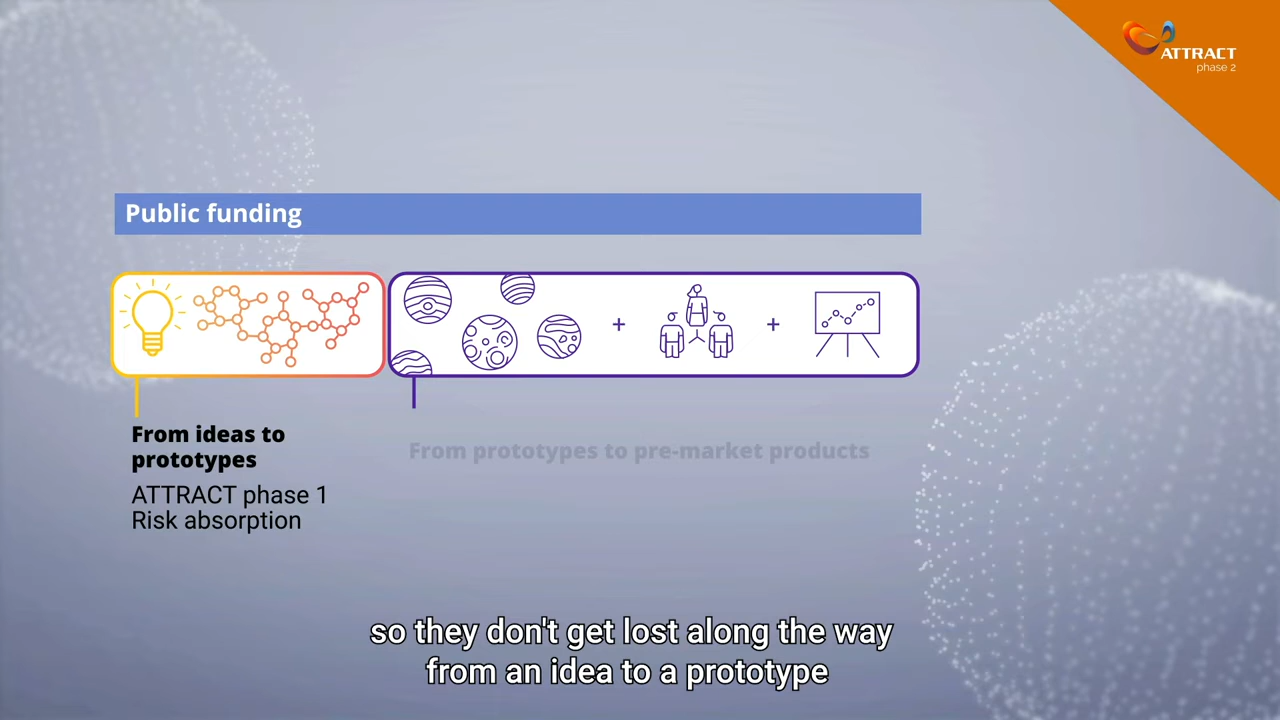 ATTRACT
phase 2
Public funding
From ideas to
prototypes
ATTRACT phase 1
Risk absorption
From prototypes to pre-market products
so they don't get lost along the way
from an idea to a prototype